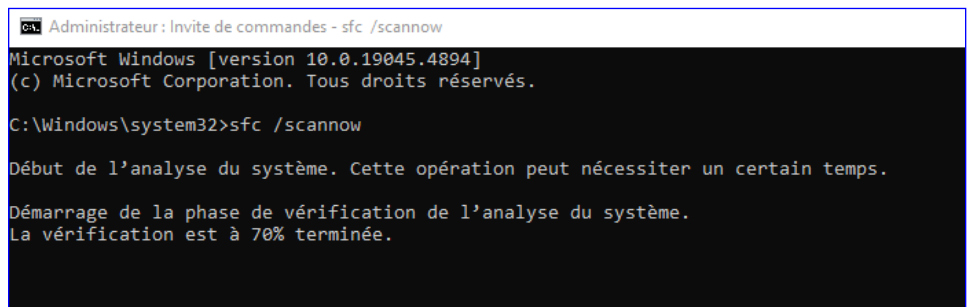 Administrateur : Invite de commandes - sfc /scannow
Microsoft Windows [version 10.0.19045.4894]
(c) Microsoft Corporation. Tous droits réservés.
C:\Windows\system32>sfc /scannow
Début de l’analyse du système. Cette opération peut nécessiter un certain temps.
Démarrage de la phase de vérification de l’analyse du système.
La vérification est à 70% terminée.